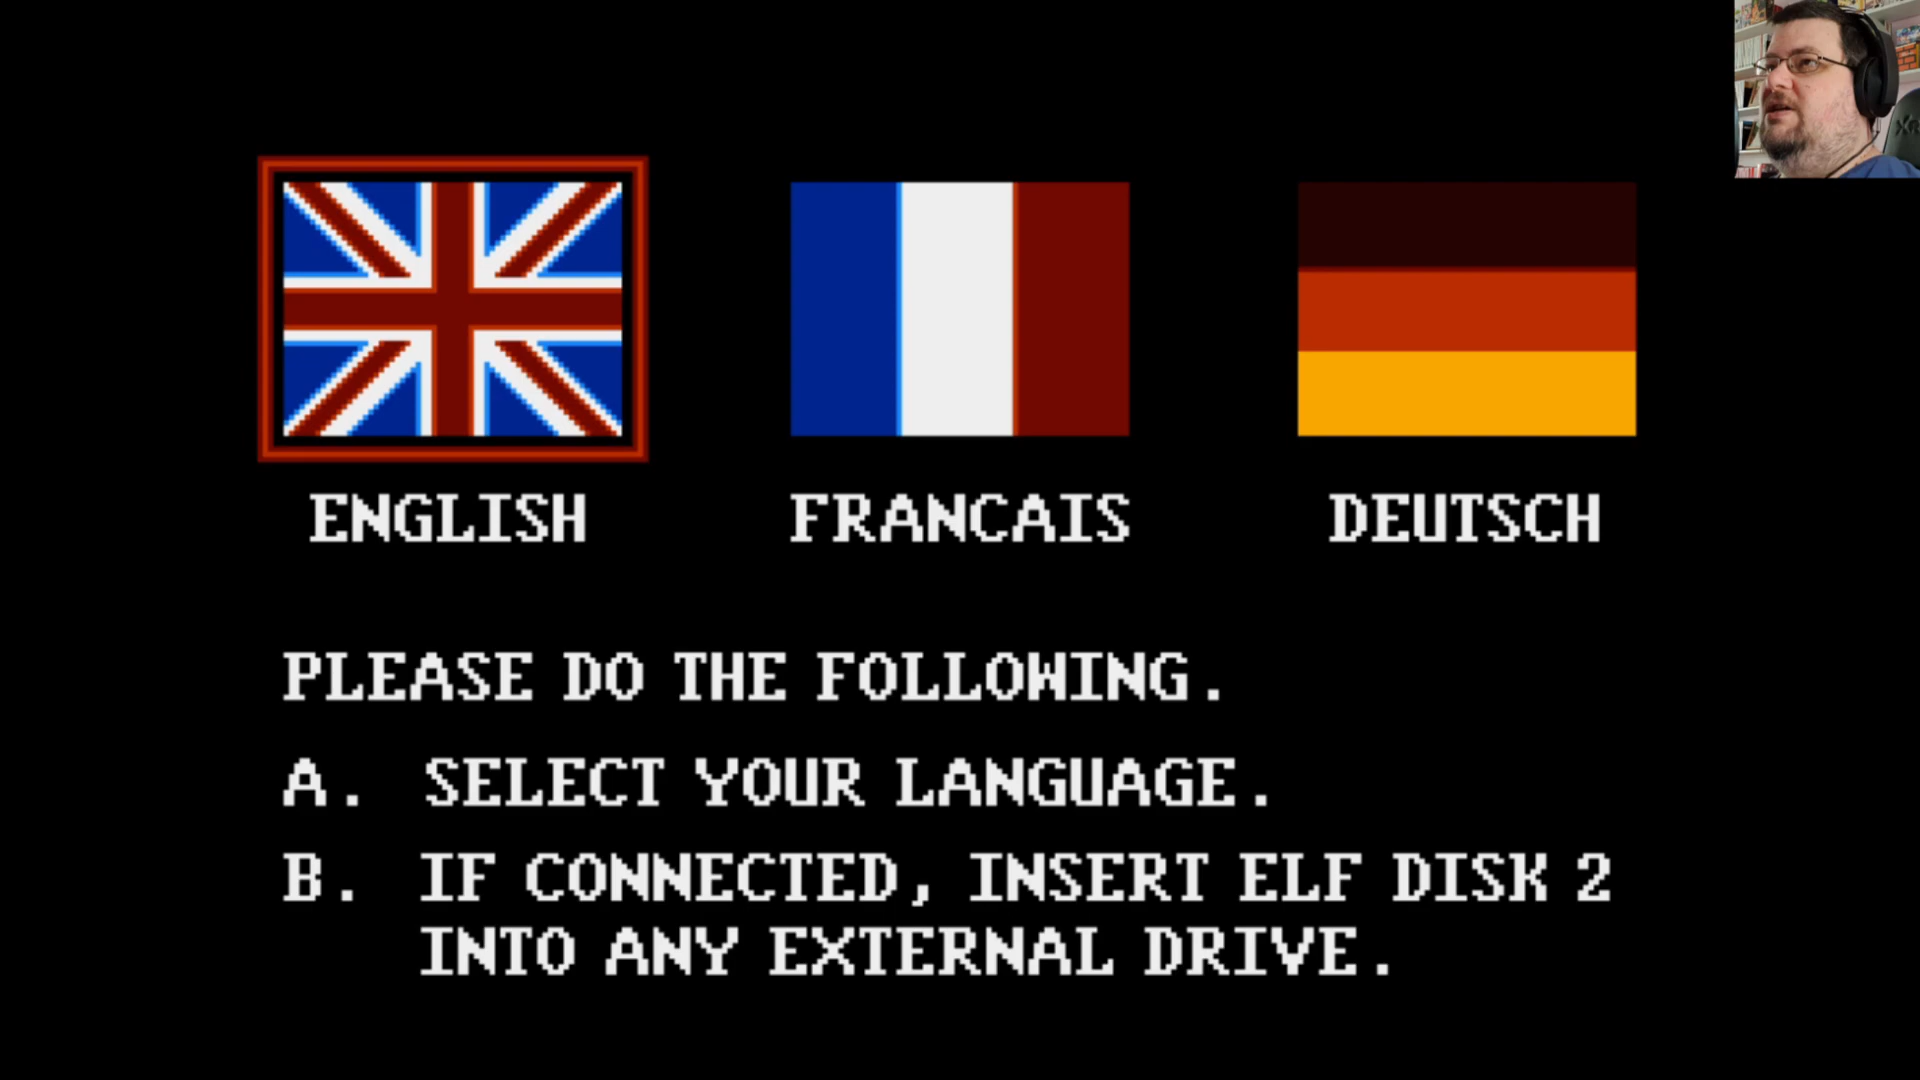 ENGLISH FRANCAIS DEUTSCH
PLEASE DO THE FOLLOWING.
A. SELECT YOUR LANGUAGE.
B. IF CONNECTED, INSERT ELF DISK 2
INTO ANY EXTERNAL DRIVE.